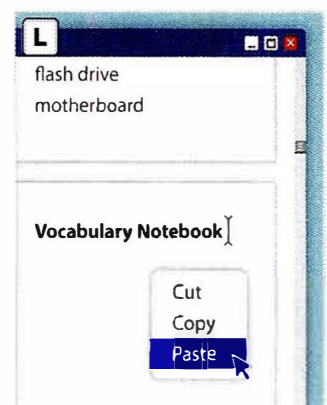 L
flash drive
motherboard
Vocabulary Notebook
Cut
Copy
Paste